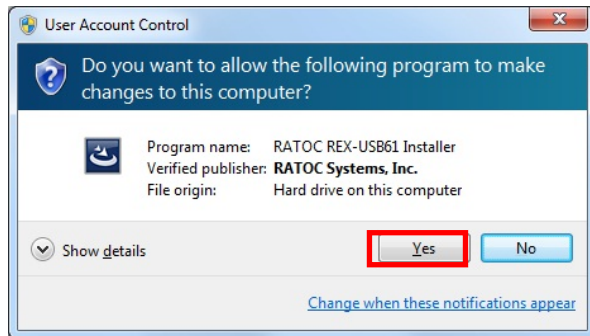 User Account Control
Do you want to allow the following program to make
changes to this computer?
Program name: RATOC REX-USB61 Installer
Verified publisher: RATOC Systems, Inc.
File origin: Hard drive on this computer
Show details
Yes
No
Change when these notifications appear